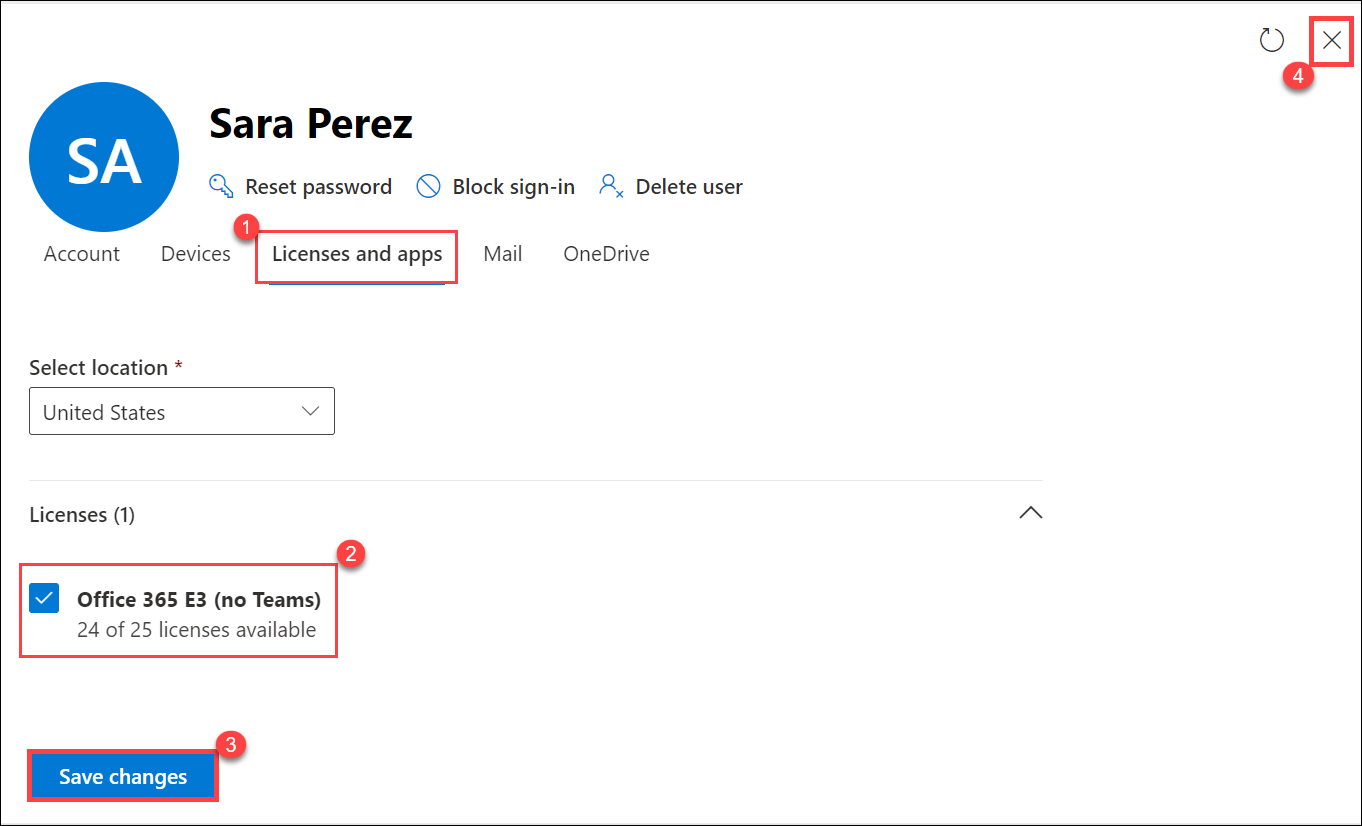 4
SA
Sara Perez
Reset password Block sign-in Delete user
1
Account Devices Licenses and apps Mail OneDrive
Select location *
United States
Licenses (1)
2
Office 365 E3 (no Teams)
24 of 25 licenses available
3
Save changes